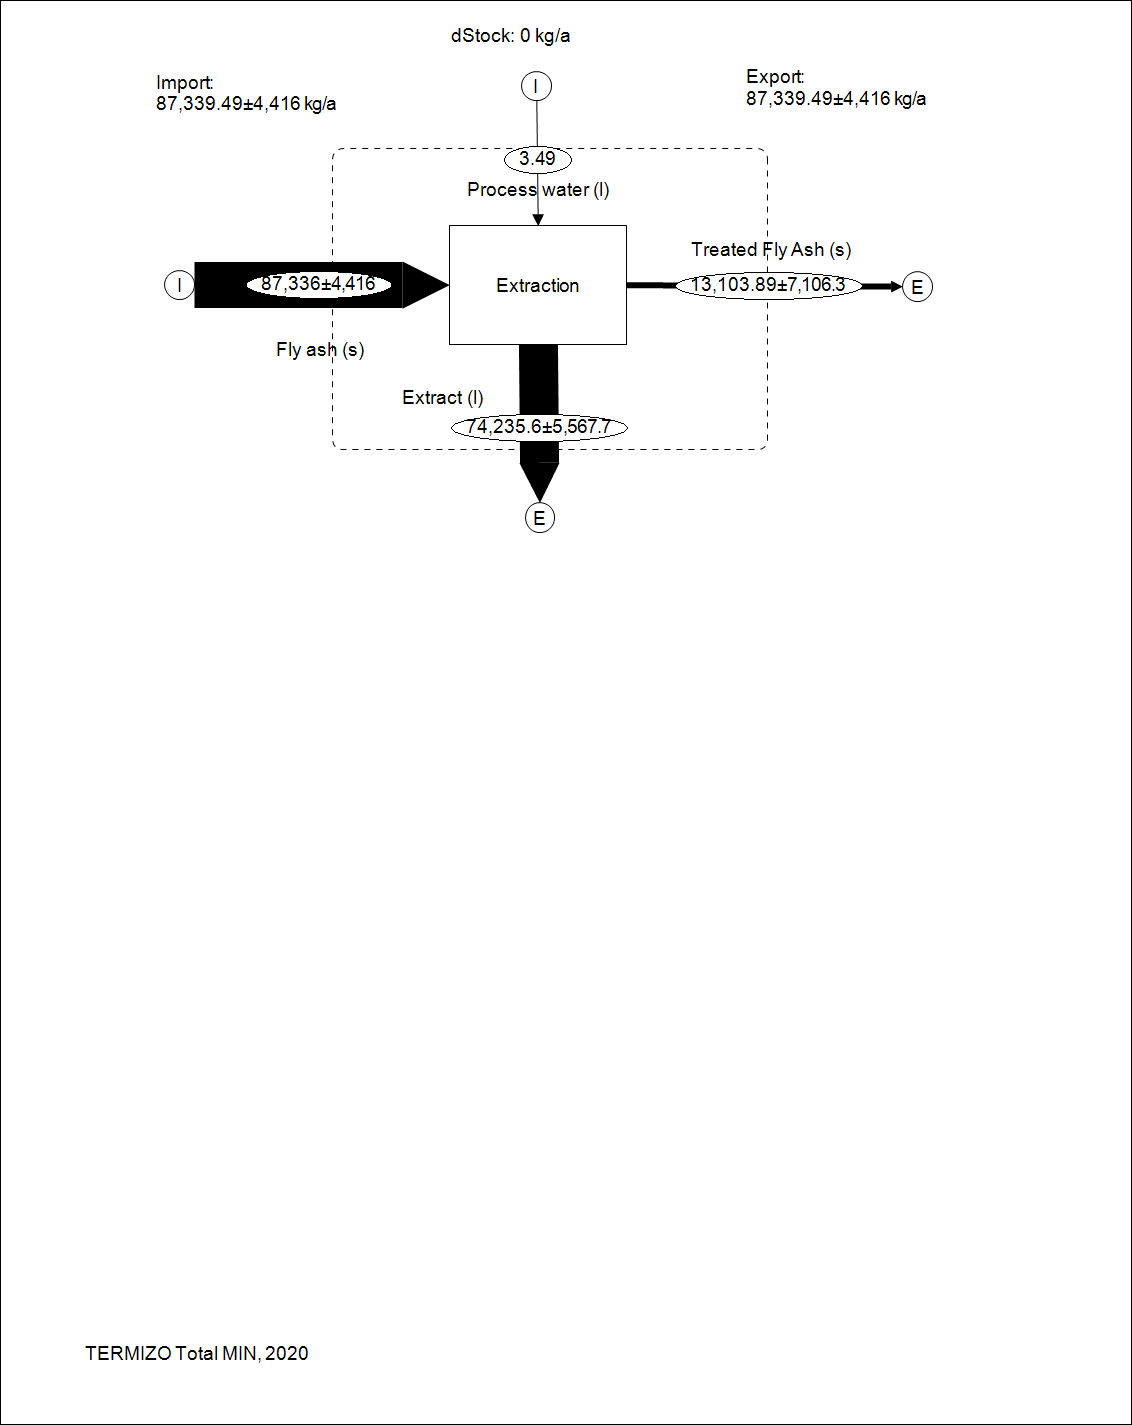 dStock: 0 kg/a
Import:
87,339.49±4,416 kg/a
I
Export:
87,339.49±4,416 kg/a
3.49
Process water (l)
I
87,336±4,416
Fly ash (s)
Extraction
Treated Fly Ash (s)
13,103.89±7,106.3
E
Extract (l)
74,235.6±5,567.7
E
TERMIZO Total MIN, 2020